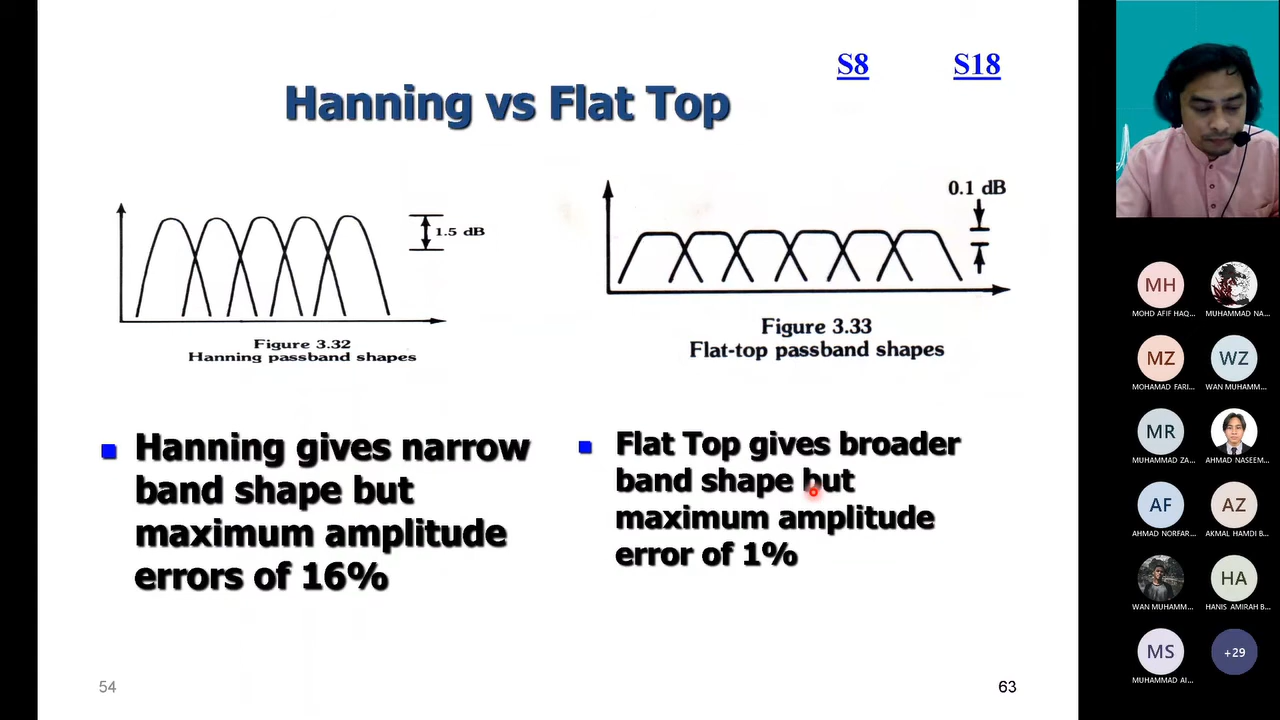 S8 S18
Hanning vs Flat Top
1.5 dB
Figure 3.32
Hanning passband shapes
0.1 dB
Figure 3.33
Flat-top passband shapes
Hanning gives narrow
band shape but
maximum amplitude
errors of 16%
Flat Top gives broader
band shape but
maximum amplitude
error of 1%
54
63
MH
MOHD AFIF HAQ...
MUHAMMAD NA...
MZ
MOHAMAD FARI...
WZ
WAN MUHAMM...
MR
MUHAMMAD ZA...
AHMAD NASEEM...
AF
AHMAD NORFAR...
AZ
AKMAL HAMDI B...
WAN MUHAMM...
HA
HANIS AMIRAH B...
MS
MUHAMMAD AI...
+29